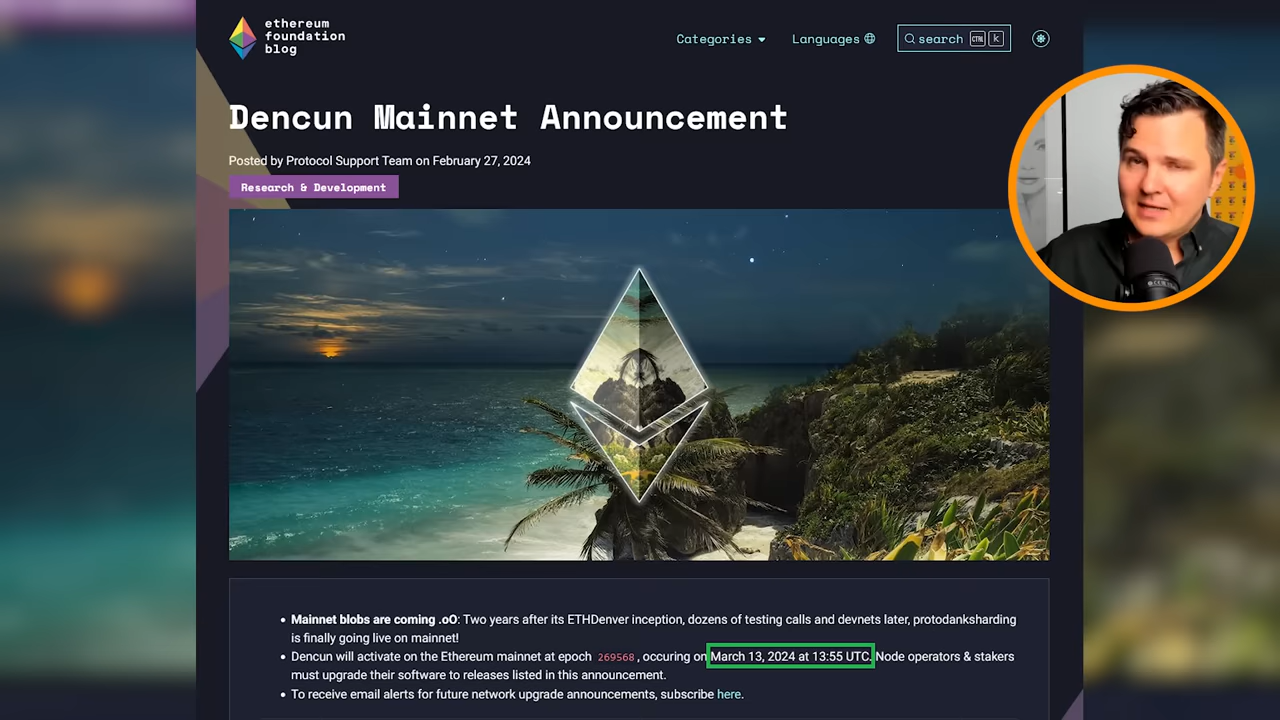 ethereum
foundation
blog
Categories
Languages
search CTRL k
Dencun Mainnet Announcement
Posted by Protocol Support Team on February 27, 2024
Research & Development
• Mainnet blobs are coming .oO: Two years after its ETHDenver inception, dozens of testing calls and devnets later, protodanksharding
is finally going live on mainnet!
• Dencun will activate on the Ethereum mainnet at epoch 269568, occuring on March 13, 2024 at 13:55 UTC. Node operators & stakers
must upgrade their software to releases listed in this announcement.
• To receive email alerts for future network upgrade announcements, subscribe here.